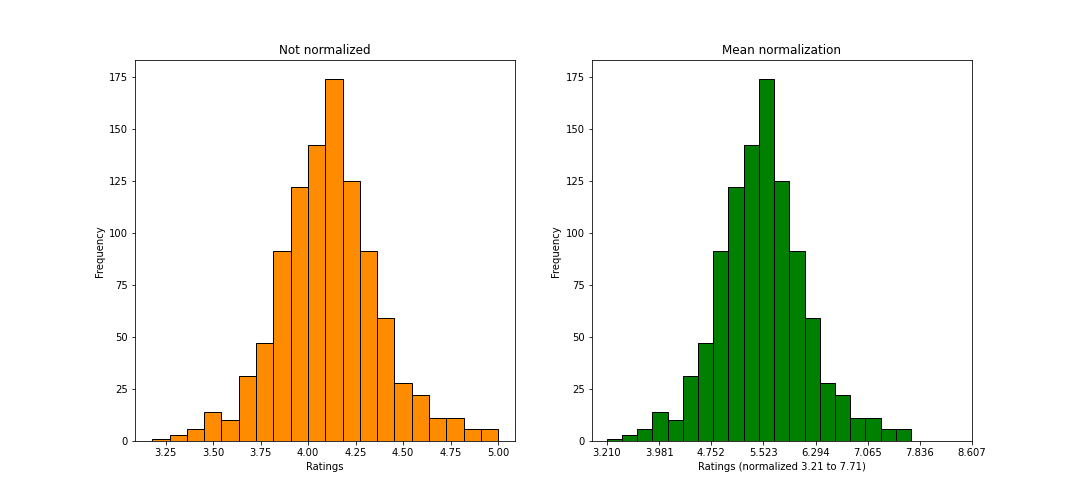 Not normalized
175
150
125
100
75
50
25
0
Frequency
3.25 3.50 3.75 4.00 4.25 4.50 4.75 5.00
Ratings
Mean normalization
175
150
125
100
75
50
25
0
Frequency
3.210 3.981 4.752 5.523 6.294 7.065 7.836 8.607
Ratings (normalized 3.21 to 7.71)